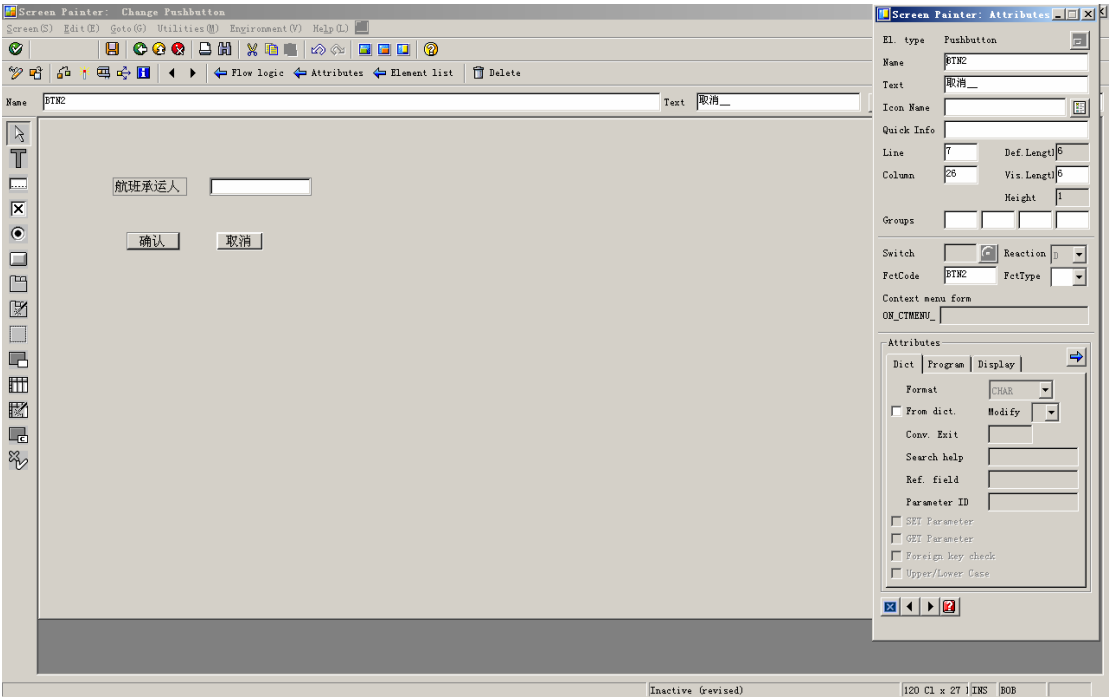 Screen Painter: Change Pushbutton
Screen(S) Edit(E) Goto(G) Utilities(M) Environment(V) Help(L)
Flow logic Attributes Element list Delete
Name BTN2 Text 取消__
航班承运人
确认 取消
Inactive (revised) 120 Cl x 27 l INS BOB
Screen Painter: Attributes
El. type Pushbutton
Name BTN2
Text 取消__
Icon Name
Quick Info
Line 7 Def.Lengtl 6
Column 26 Vis.Lengtl 6
Height 1
Groups
Switch Reaction D
FctCode BTN2 FctType
Context menu form
ON_CTMENU_
Attributes
Dict Program Display
Format CHAR
From dict. Modify
Conv. Exit
Search help
Ref. field
Parameter ID
SET Parameter
GET Parameter
Foreign key check
Upper/Lower Case